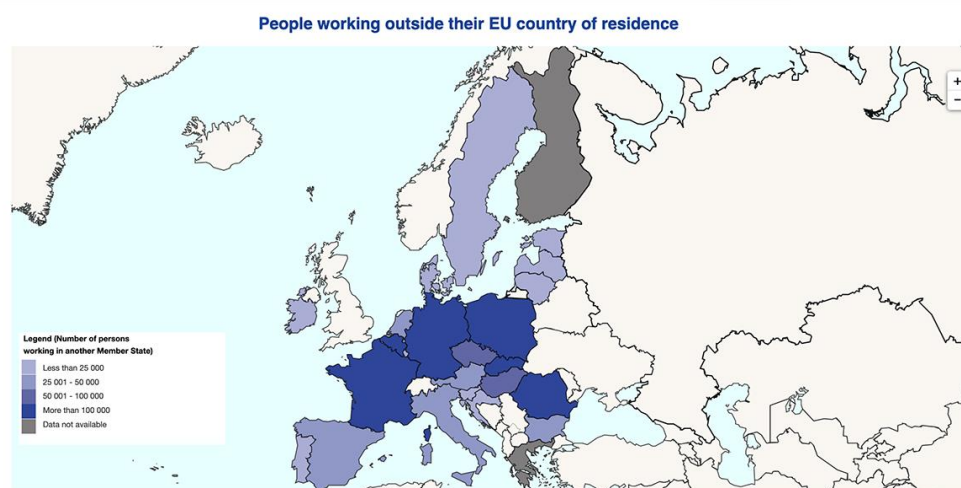 People working outside their EU country of residence
+
−
Legend (Number of persons
working in another Member State)
Less than 25 000
25 001 - 50 000
50 001 - 100 000
More than 100 000
Data not available